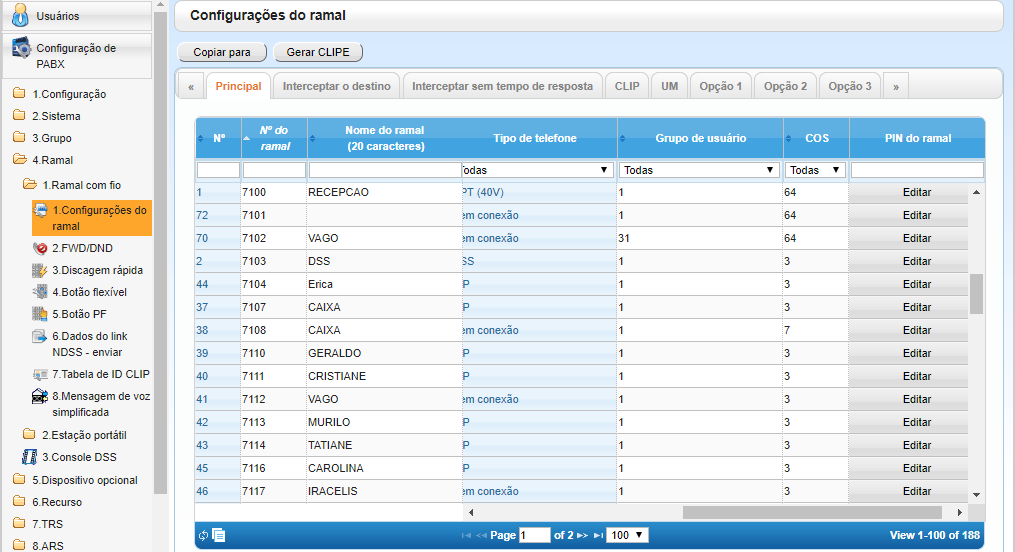 Usuários
Configuração de
PABX
1.Configuração
2.Sistema
3.Grupo
4.Ramal
1.Ramal com fio
1.Configurações do
ramal
2.FWD/DND
3.Discagem rápida
4.Botão flexível
5.Botão PF
6.Dados do link
NDSS - enviar
7.Tabela de ID CLIP
8.Mensagem de voz
simplificada
2.Estação portátil
3.Console DSS
5.Dispositivo opcional
6.Recurso
7.TRS
8.ARS
Configurações do ramal
Copiar para Gerar CLIPE
« Principal Interceptar o destino Interceptar sem tempo de resposta CLIP UM Opção 1 Opção 2 Opção 3 »
Nº Nº do ramal Nome do ramal (20 caracteres) Tipo de telefone Grupo de usuário COS PIN do ramal
Todas Todas Todas
1 7100 RECEPCAO PT (40V) 1 64 Editar
72 7101 em conexão 1 64 Editar
70 7102 VAGO em conexão 31 64 Editar
2 7103 DSS SS 1 3 Editar
44 7104 Erica P 1 3 Editar
37 7107 CAIXA P 1 3 Editar
38 7108 CAIXA em conexão 1 7 Editar
39 7110 GERALDO P 1 3 Editar
40 7111 CRISTIANE P 1 3 Editar
41 7112 VAGO em conexão 1 3 Editar
42 7113 MURILO P 1 3 Editar
43 7114 TATIANE P 1 3 Editar
45 7116 CAROLINA P 1 3 Editar
46 7117 IRACELIS em conexão 1 3 Editar
Page 1 of 2 100 View 1-100 of 188